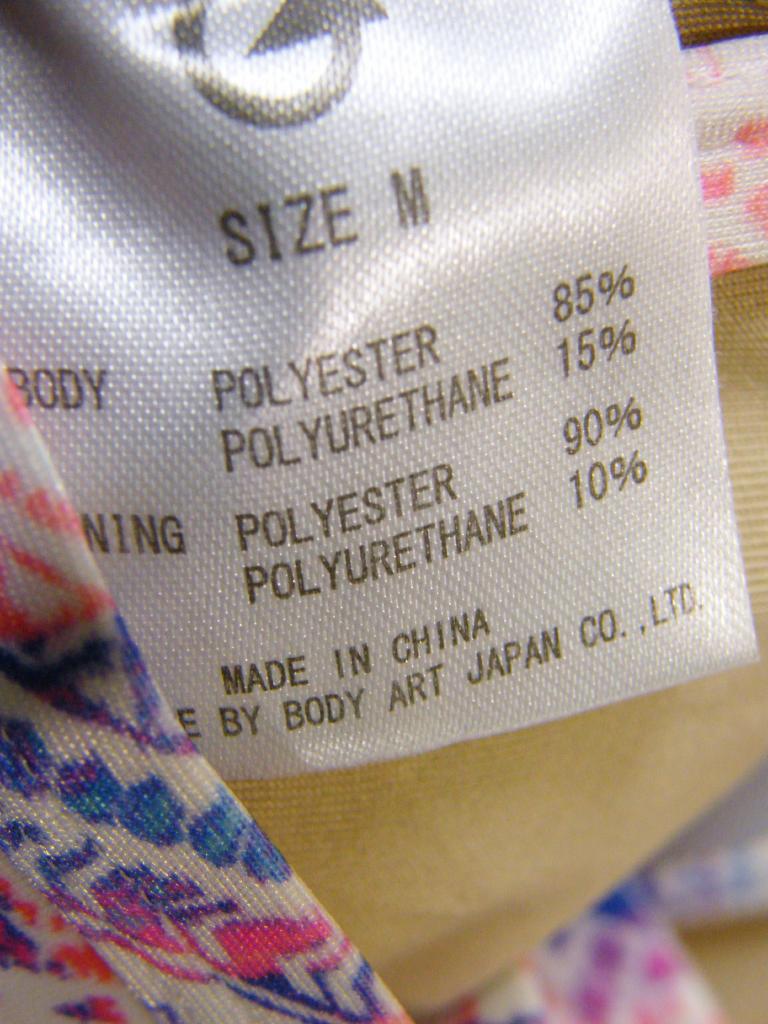 SIZE M
BODY POLYESTER 85%
POLYURETHANE 15%
NING POLYESTER 90%
POLYURETHANE 10%
MADE IN CHINA
E BY BODY ART JAPAN CO.,LTD.